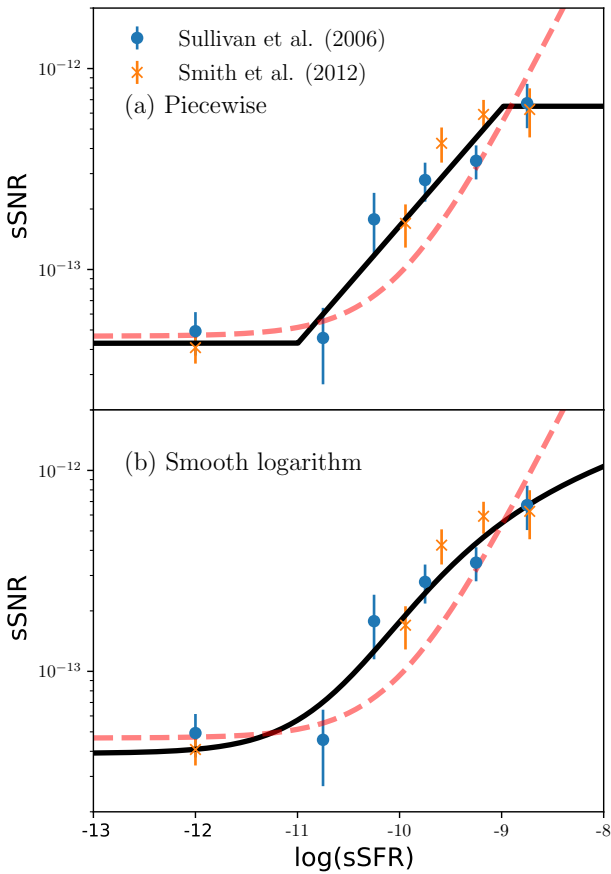 Sullivan et al. (2006)
Smith et al. (2012)
(a) Piecewise
10⁻¹²
10⁻¹³
sSNR
(b) Smooth logarithm
10⁻¹²
10⁻¹³
sSNR
-13 -12 -11 -10 -9 -8
log(sSFR)